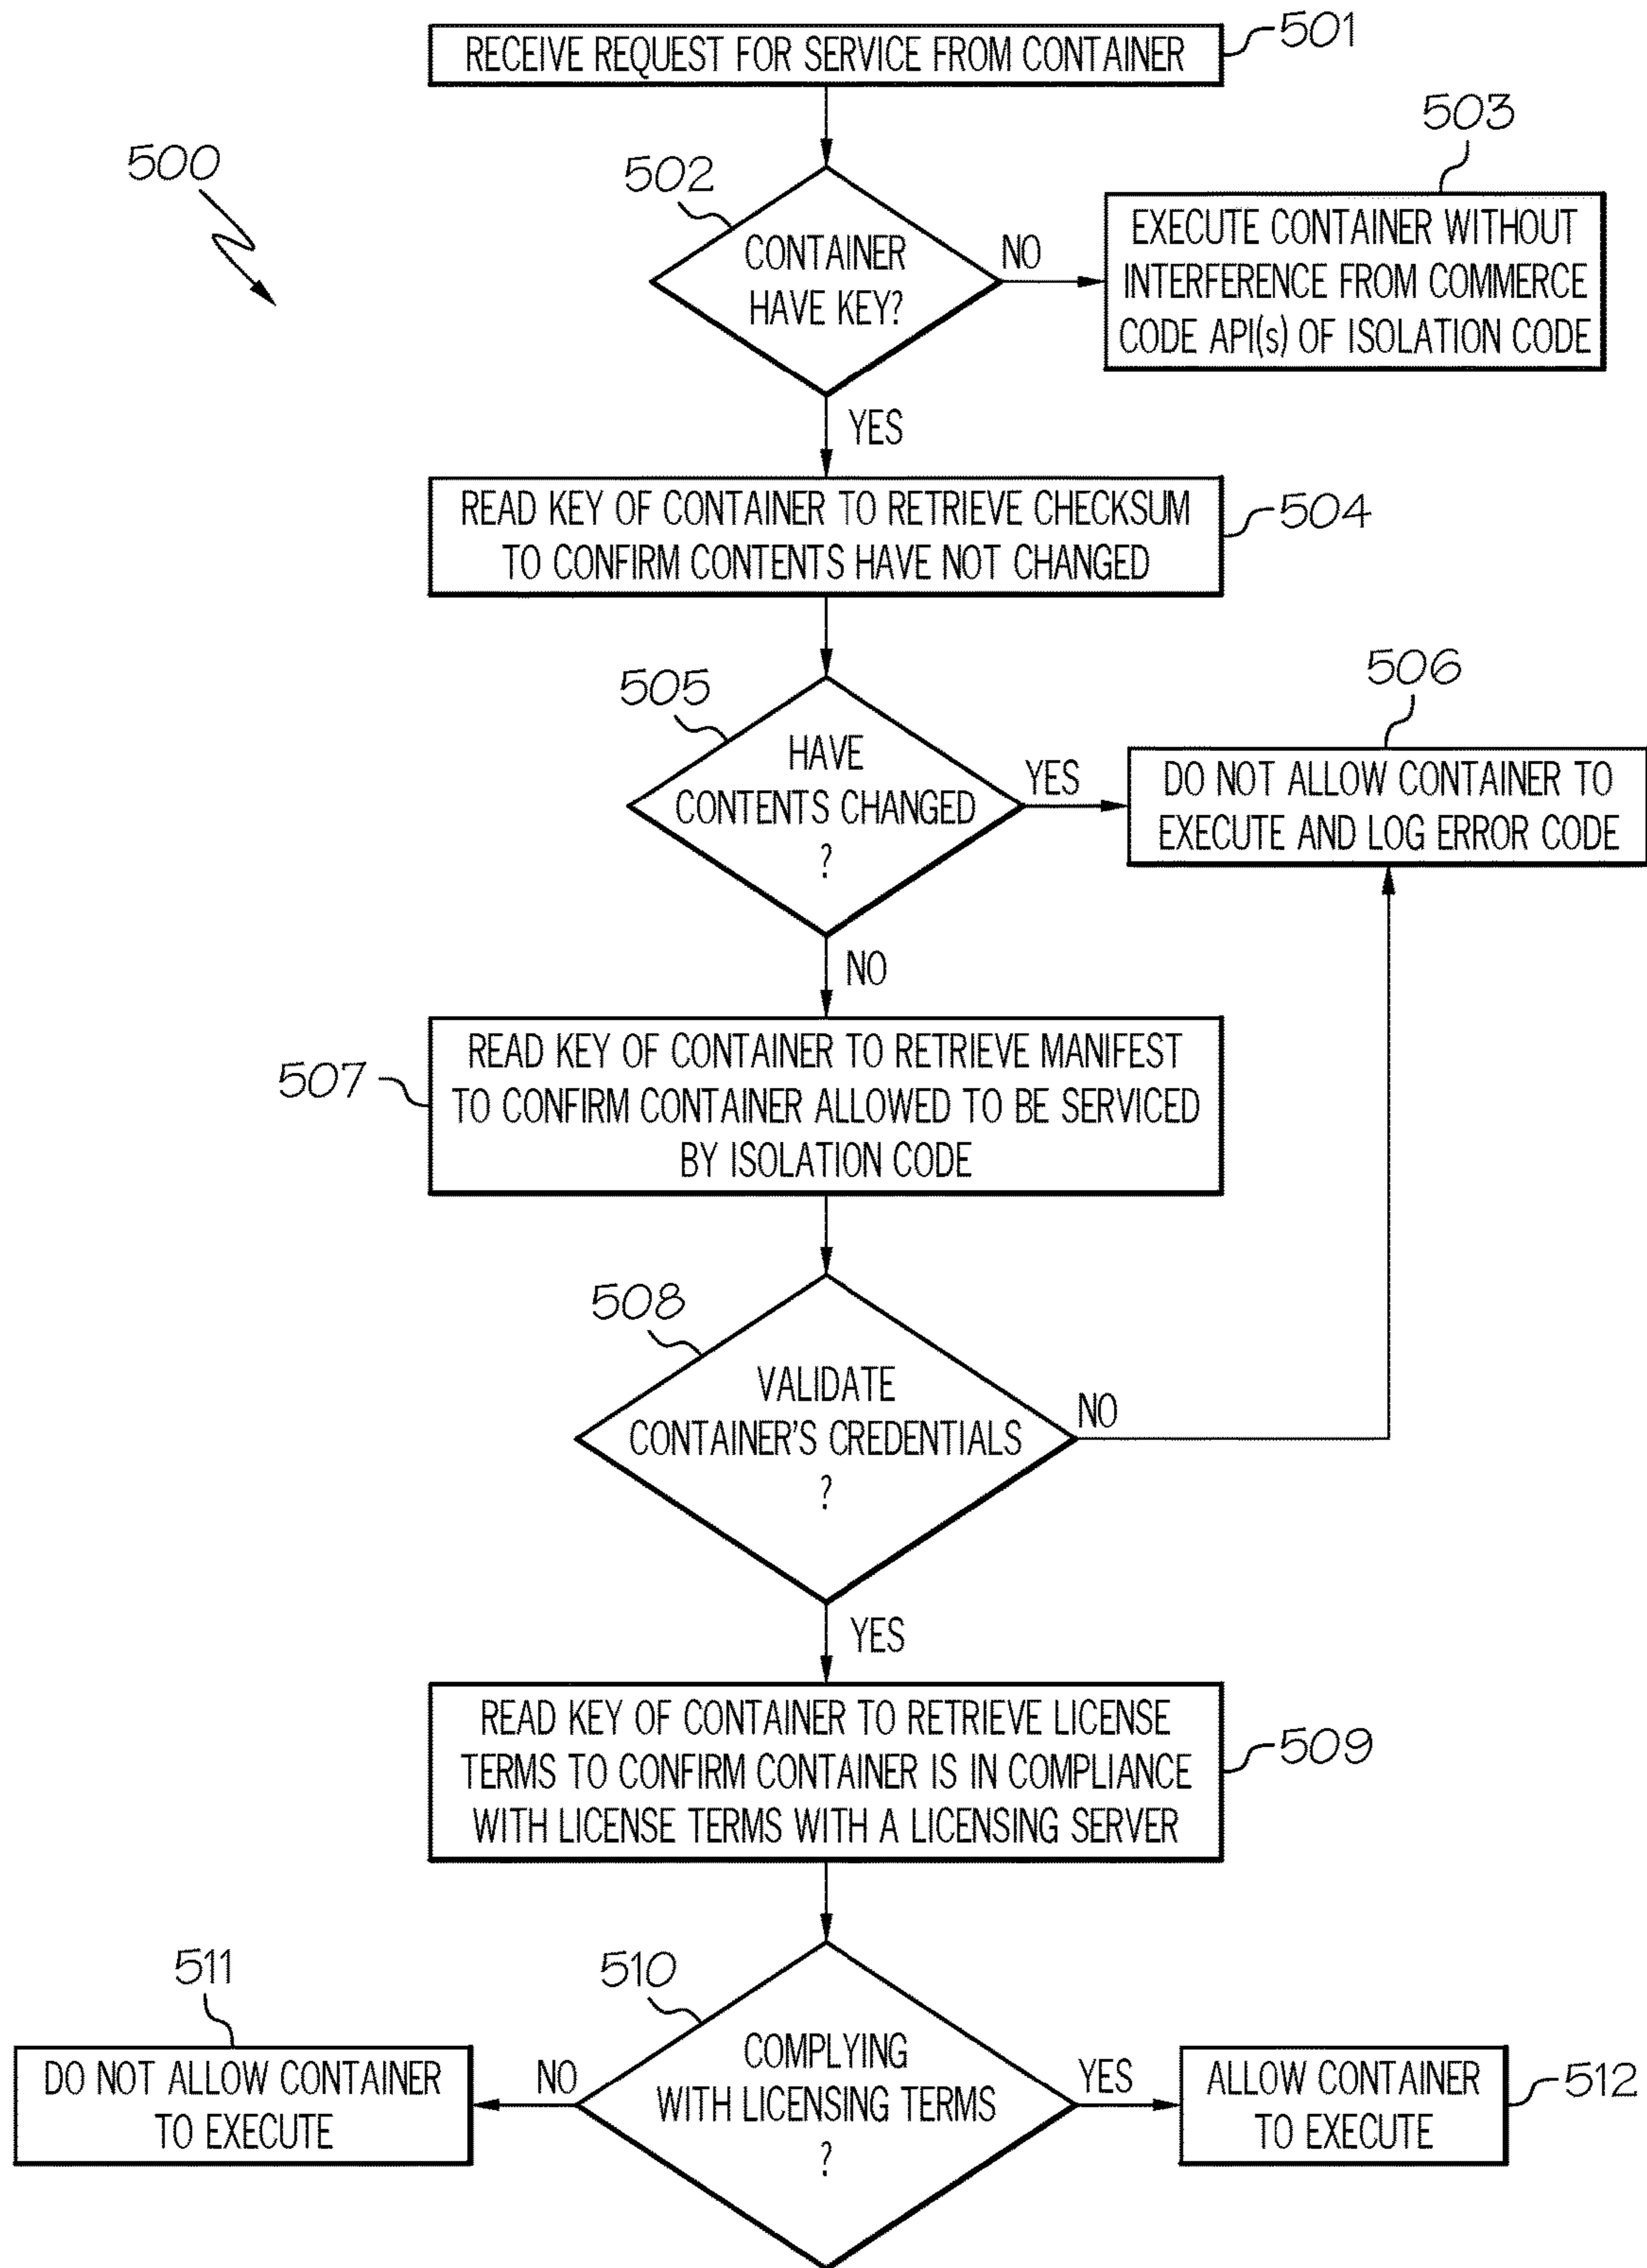 RECEIVE REQUEST FOR SERVICE FROM CONTAINER
501
500
502
CONTAINER
HAVE KEY?
NO
503
EXECUTE CONTAINER WITHOUT
INTERFERENCE FROM COMMERCE
CODE API(s) OF ISOLATION CODE
YES
READ KEY OF CONTAINER TO RETRIEVE CHECKSUM
TO CONFIRM CONTENTS HAVE NOT CHANGED
504
505
HAVE
CONTENTS CHANGED
?
YES
506
DO NOT ALLOW CONTAINER TO
EXECUTE AND LOG ERROR CODE
NO
507
READ KEY OF CONTAINER TO RETRIEVE MANIFEST
TO CONFIRM CONTAINER ALLOWED TO BE SERVICED
BY ISOLATION CODE
508
VALIDATE
CONTAINER'S CREDENTIALS
?
NO
YES
READ KEY OF CONTAINER TO RETRIEVE LICENSE
TERMS TO CONFIRM CONTAINER IS IN COMPLIANCE
WITH LICENSE TERMS WITH A LICENSING SERVER
509
510
COMPLYING
WITH LICENSING TERMS
?
NO
511
DO NOT ALLOW CONTAINER
TO EXECUTE
YES
ALLOW CONTAINER
TO EXECUTE
512